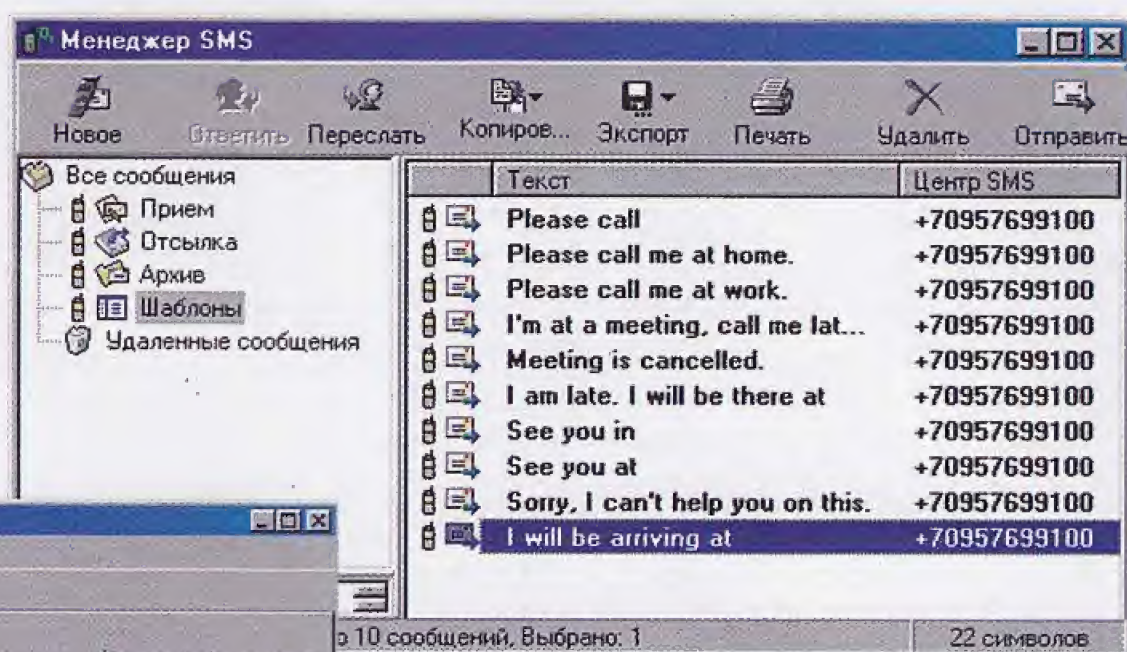 Менеджер SMS
Новое Ответить Переслать Копиров... Экспорт Печать Удалить Отправить
Все сообщения
Прием
Отсылка
Архив
Шаблоны
Удаленные сообщения
Текст Центр SMS
Please call +70957699100
Please call me at home. +70957699100
Please call me at work. +70957699100
I'm at a meeting, call me lat... +70957699100
Meeting is cancelled. +70957699100
I am late. I will be there at +70957699100
See you in +70957699100
See you at +70957699100
Sorry, I can't help you on this. +70957699100
I will be arriving at +70957699100
10 сообщений, Выбрано: 1 22 символов